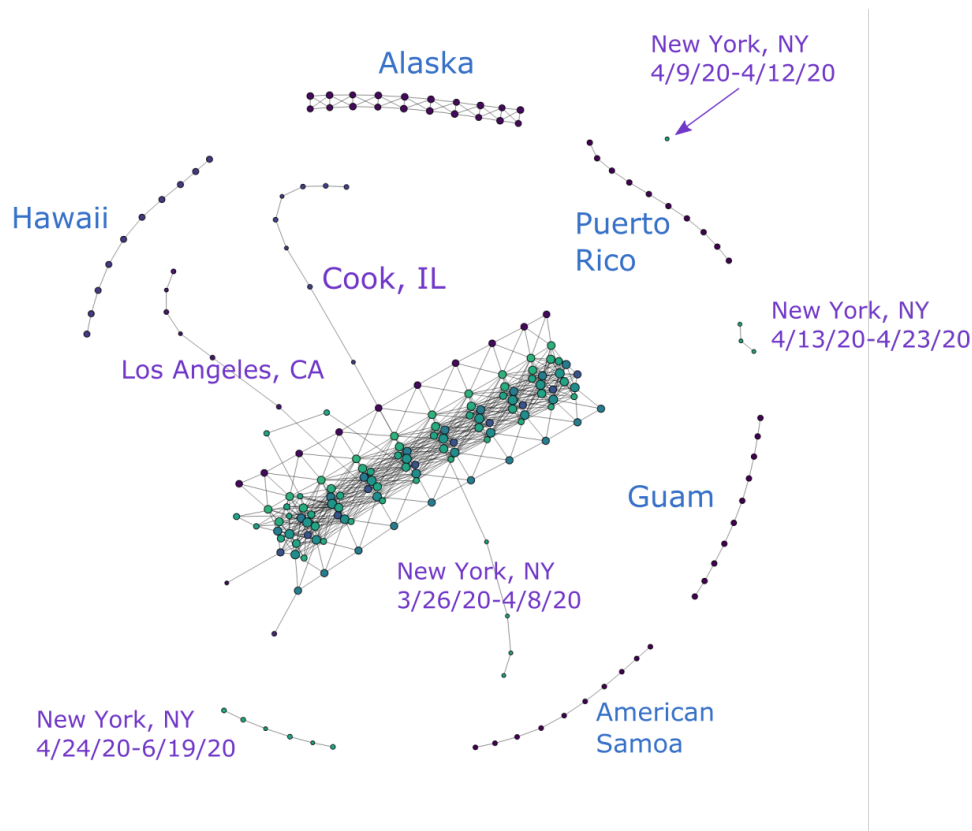 New York, NY
4/9/20-4/12/20
Alaska
Hawaii
Puerto
Rico
Cook, IL
New York, NY
4/13/20-4/23/20
Los Angeles, CA
Guam
New York, NY
3/26/20-4/8/20
American
Samoa
New York, NY
4/24/20-6/19/20